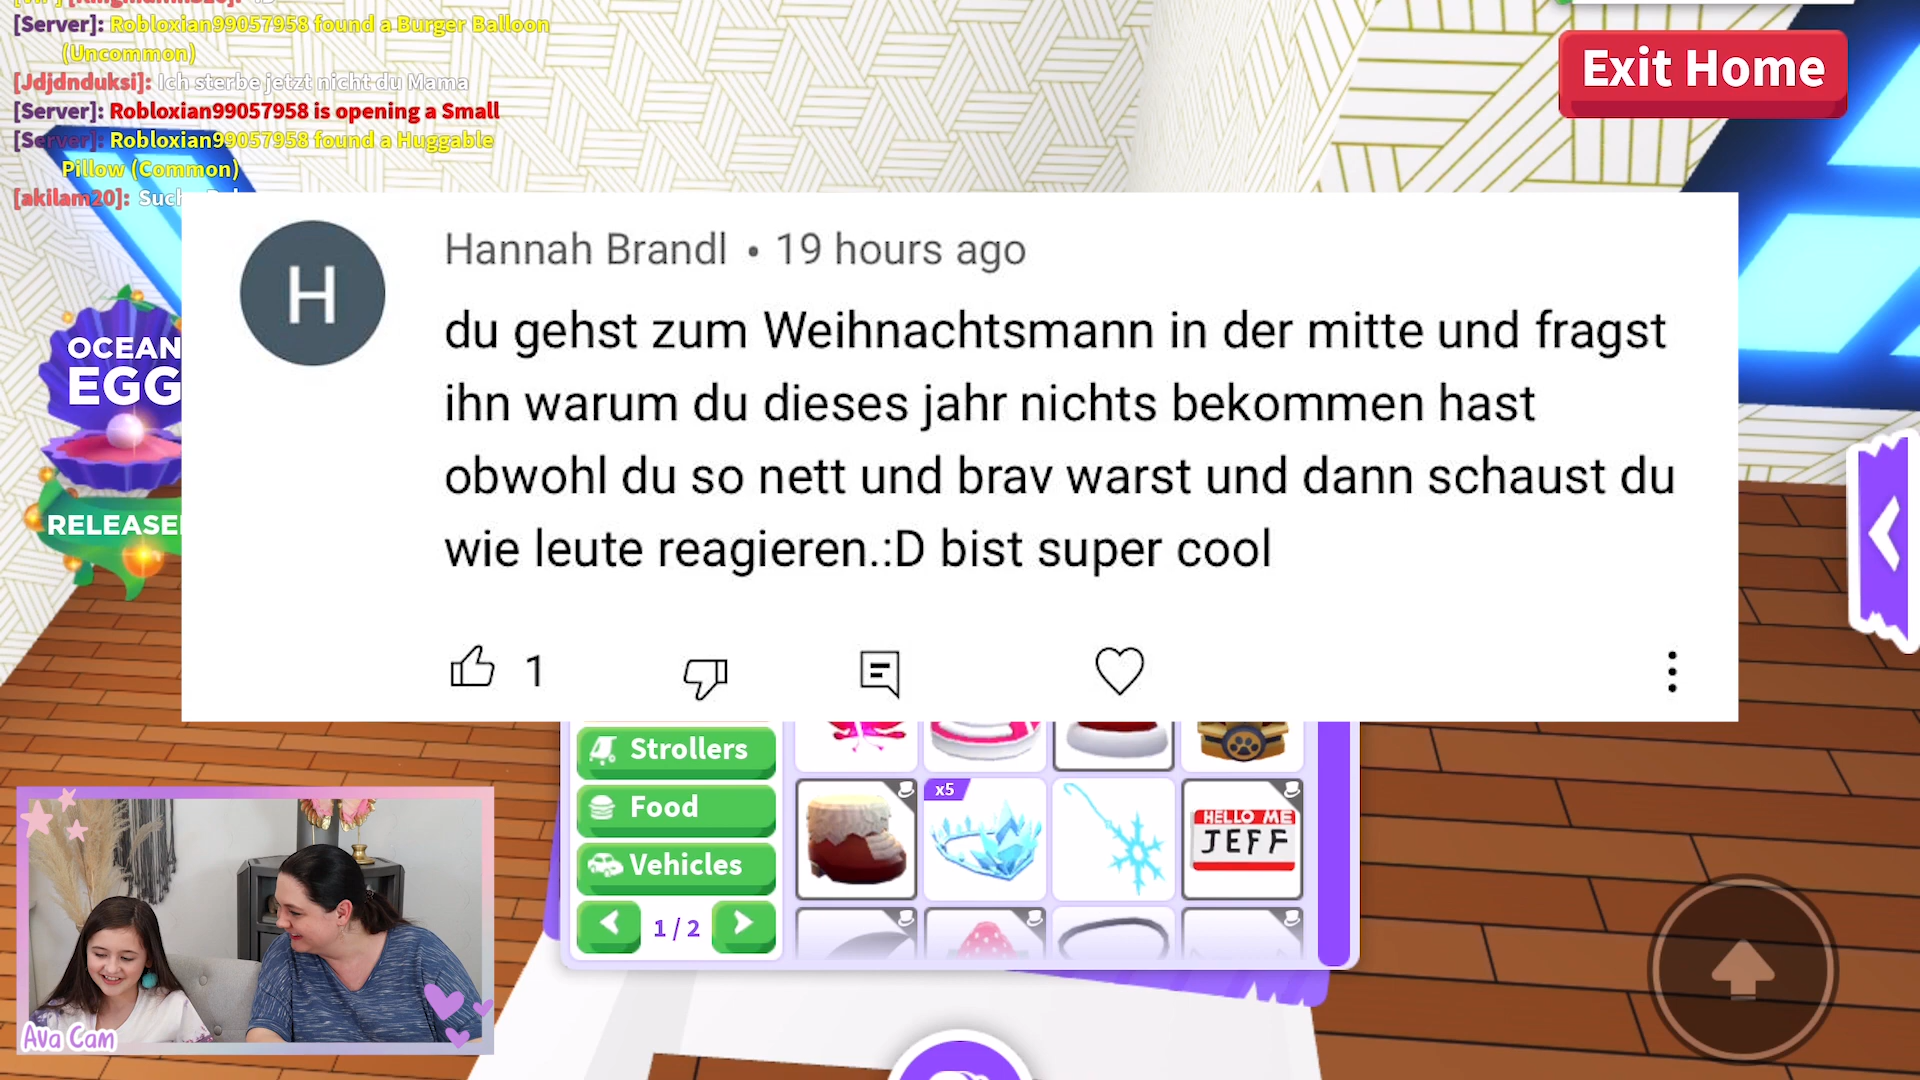 [Server]: Robloxian99057958 found a Burger Balloon
(Uncommon)
[Jdjdnduksi]: Ich sterbe jetzt nicht du Mama
[Server]: Robloxian99057958 is opening a Small
[Server]: Robloxian99057958 found a Huggable
Pillow (Common)
[akilam20]:
Exit Home
OCEAN
EGG
H
Hannah Brandl • 19 hours ago
du gehst zum Weihnachtsmann in der mitte und fragst
ihn warum du dieses jahr nichts bekommen hast
obwohl du so nett und brav warst und dann schaust du
wie leute reagieren.:D bist super cool
1
Strollers
Food
Vehicles
1 / 2
x5
HELLO ME
JEFF
Ava Cam